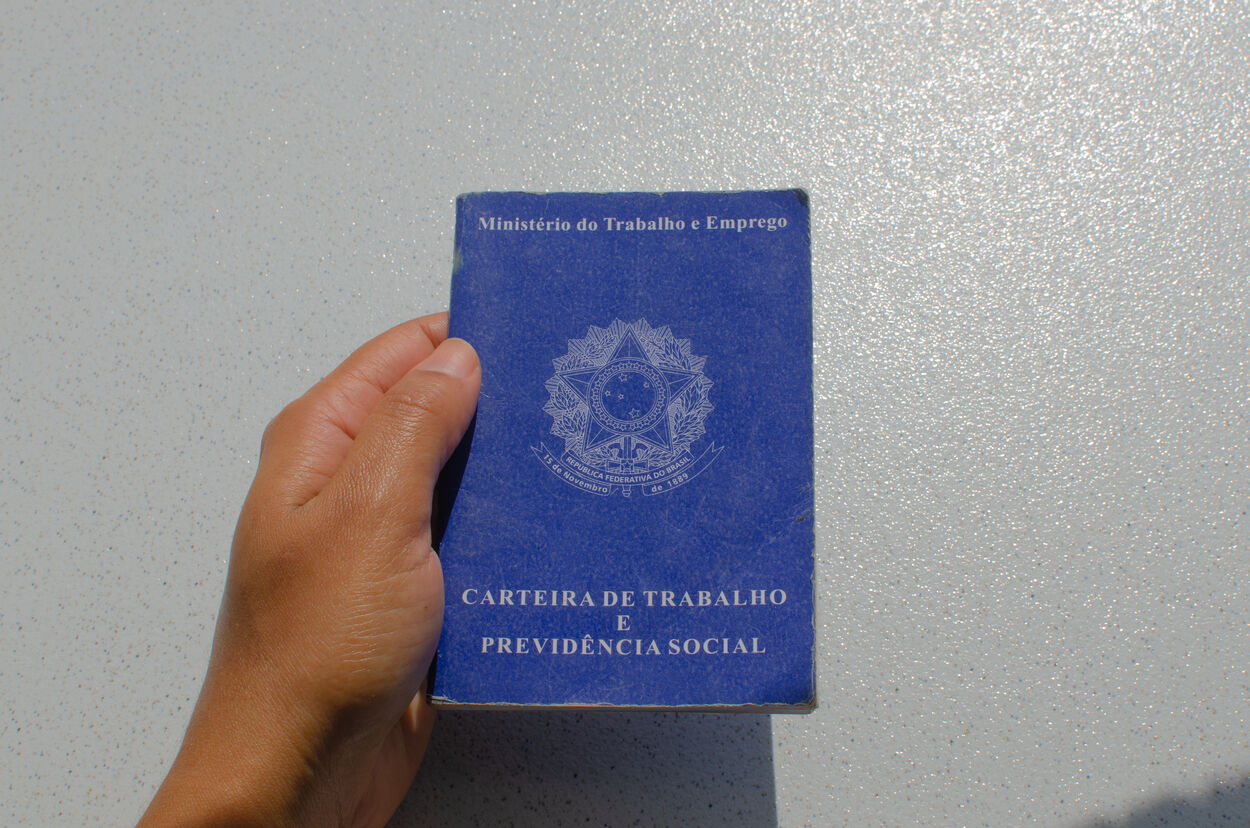 Ministério do Trabalho e Emprego
REPÚBLICA FEDERATIVA DO BRASIL
15 de Novembro de 1889
CARTEIRA DE TRABALHO
E
PREVIDÊNCIA SOCIAL